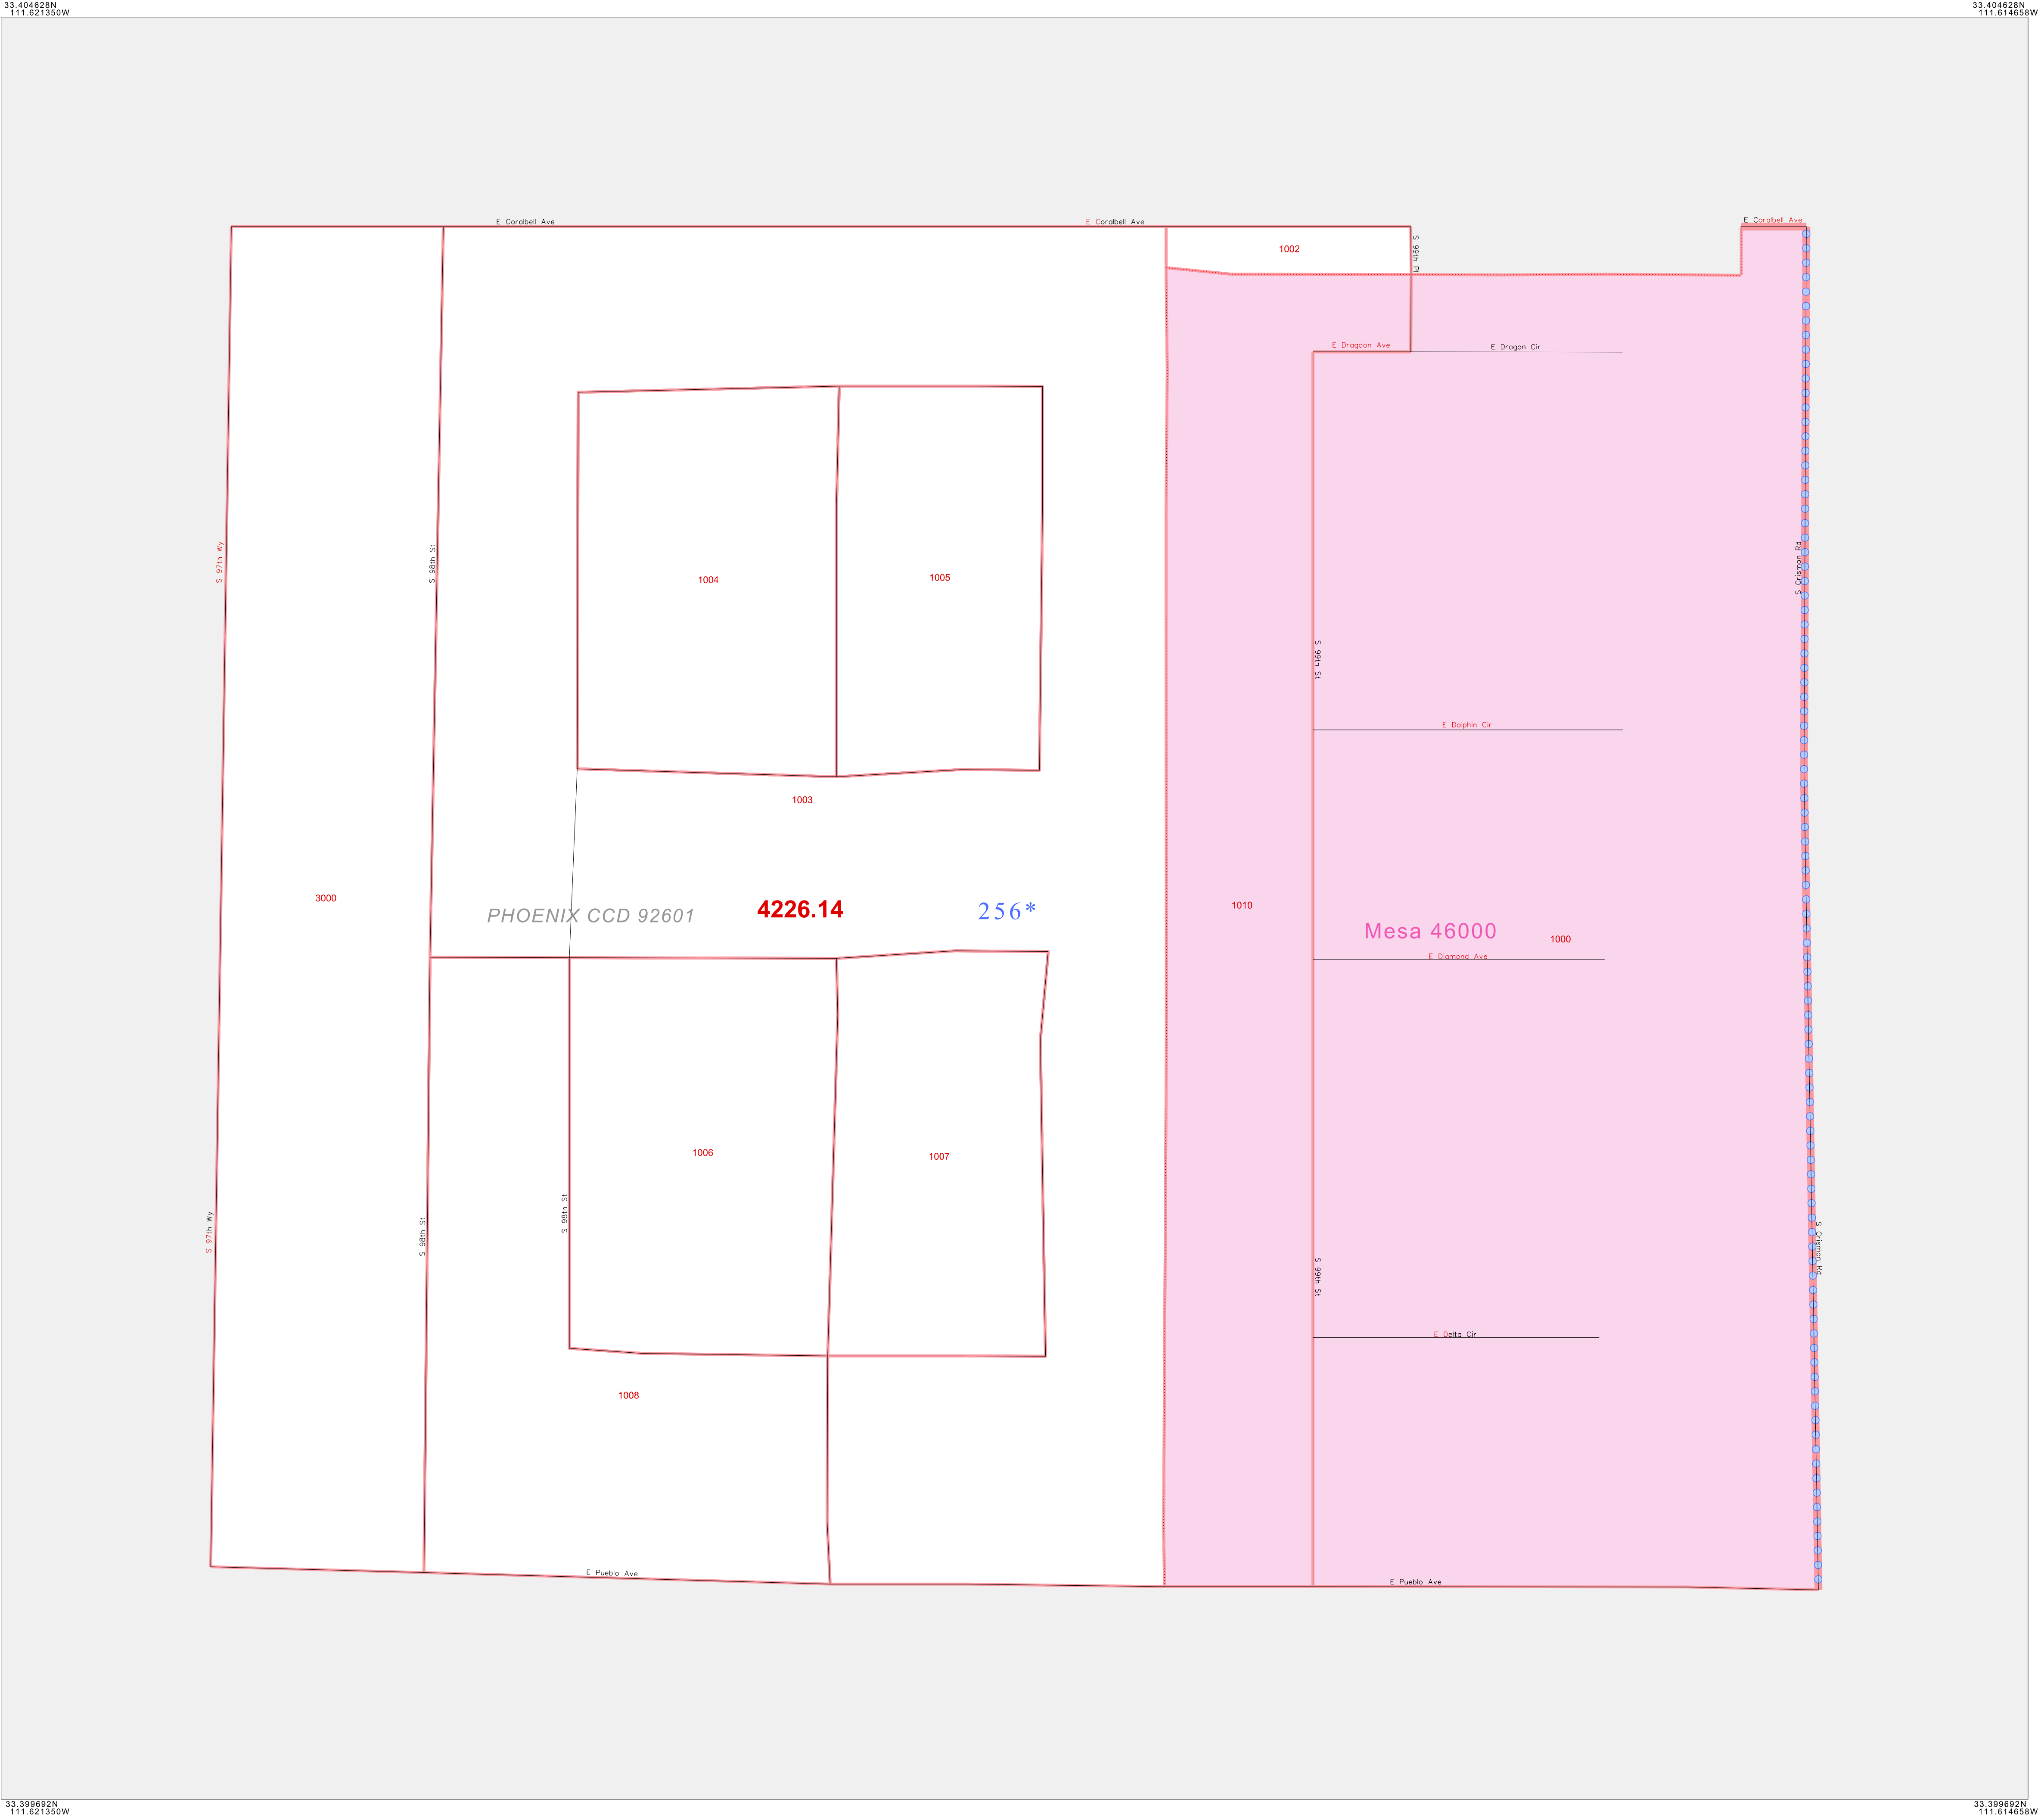 33.404628N
111.621350W
33.404628N
111.614658W
E Coralbell Ave
E Coralbell Ave
E Coralbell Ave
1002
S 99th Pl
E Dragoon Ave
E Dragon Cir
S 97th Wy
S 98th St
1004
1005
S Crismon Rd
S 99th St
E Dolphin Cir
1003
3000
PHOENIX CCD 92601
4226.14
256*
1010
Mesa 46000
1000
E Diamond Ave
1006
1007
S 97th Wy
S 98th St
S 98th St
S 99th St
S Crismon Rd
E Delta Cir
1008
E Pueblo Ave
E Pueblo Ave
33.399692N
111.621350W
33.399692N
111.614658W